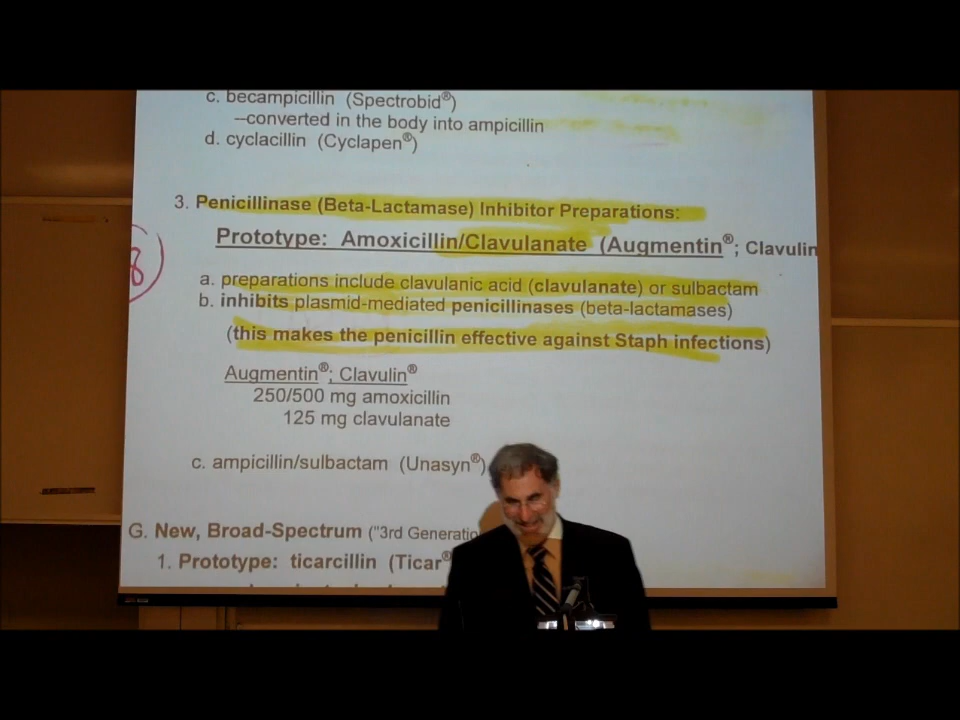 c. becampicillin (Spectrobid®)
–converted in the body into ampicillin
d. cyclacillin (Cyclapen®)
3. Penicillinase (Beta-Lactamase) Inhibitor Preparations:
Prototype: Amoxicillin/Clavulanate (Augmentin®; Clavulin
8
a. preparations include clavulanic acid (clavulanate) or sulbactam
b. inhibits plasmid-mediated penicillinases (beta-lactamases)
(this makes the penicillin effective against Staph infections)
Augmentin®; Clavulin®
250/500 mg amoxicillin
125 mg clavulanate
c. ampicillin/sulbactam (Unasyn®)
G. New, Broad-Spectrum ("3rd Generatio
1. Prototype: ticarcillin (Ticar®